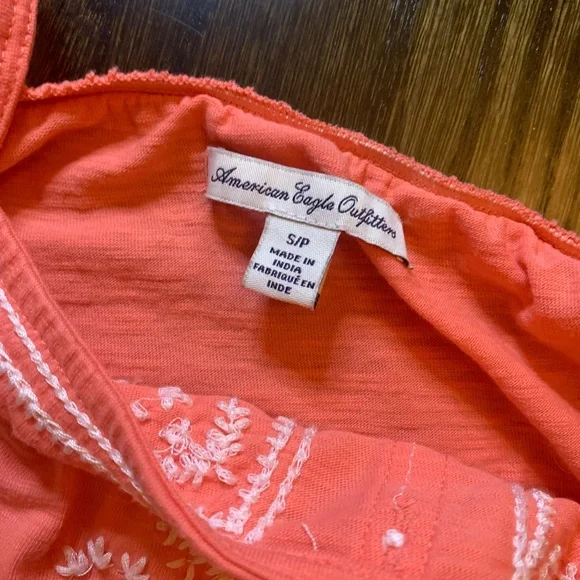 American Eagle Outfitters
S/P
MADE IN
INDIA
FABRIQUÉ EN
INDE